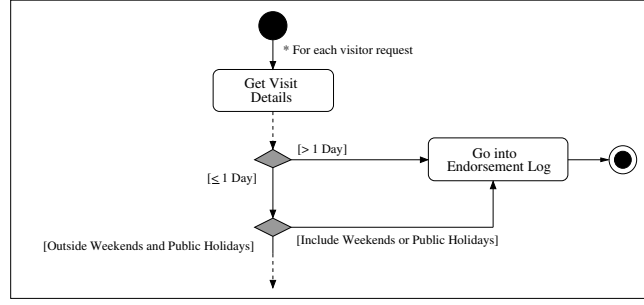 * For each visitor request
Get Visit
Details
[> 1 Day]
Go into
Endorsement Log
[≤ 1 Day]
[Outside Weekends and Public Holidays]
[Include Weekends or Public Holidays]